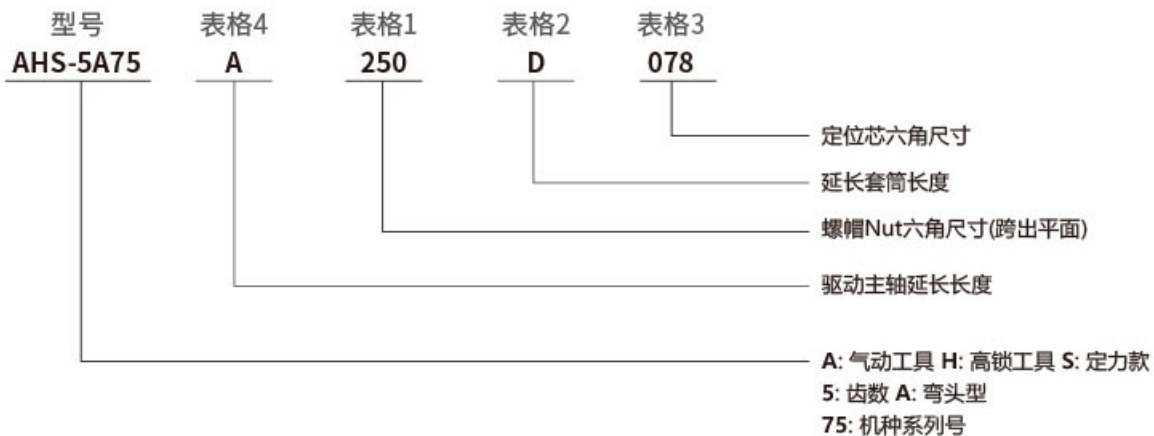 型号 表格4 表格1 表格2 表格3
AHS-5A75 A 250 D 078
定位芯六角尺寸
延长套筒长度
螺帽Nut六角尺寸(跨出平面)
驱动主轴延长长度
A: 气动工具 H: 高锁工具 S: 定力款
5: 齿数 A: 弯头型
75: 机种系列号